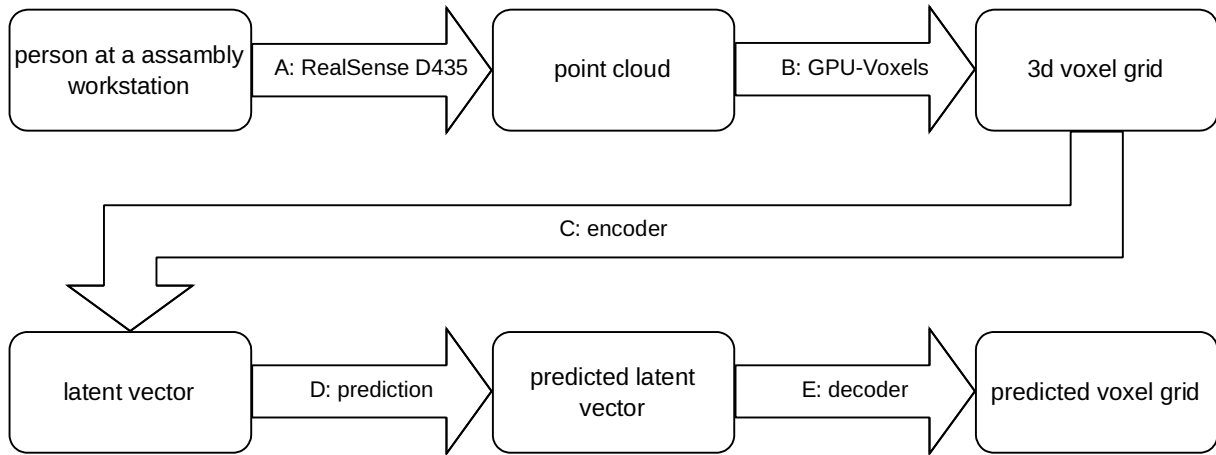 person at a assambly
workstation
A: RealSense D435
point cloud
B: GPU-Voxels
3d voxel grid
C: encoder
latent vector
D: prediction
predicted latent
vector
E: decoder
predicted voxel grid